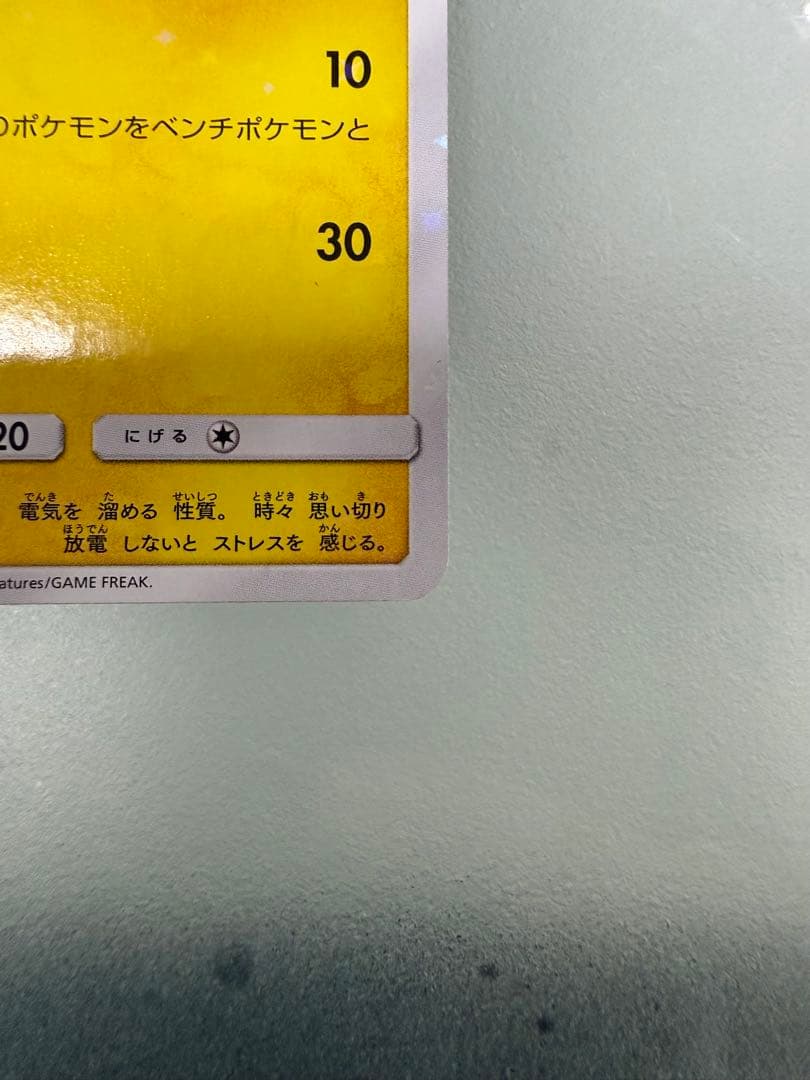 10
のポケモンをベンチポケモンと
30
20
にげる
電気を 溜める 性質。 時々 思い切り
放電 しないと ストレスを 感じる。
atures/GAME FREAK.